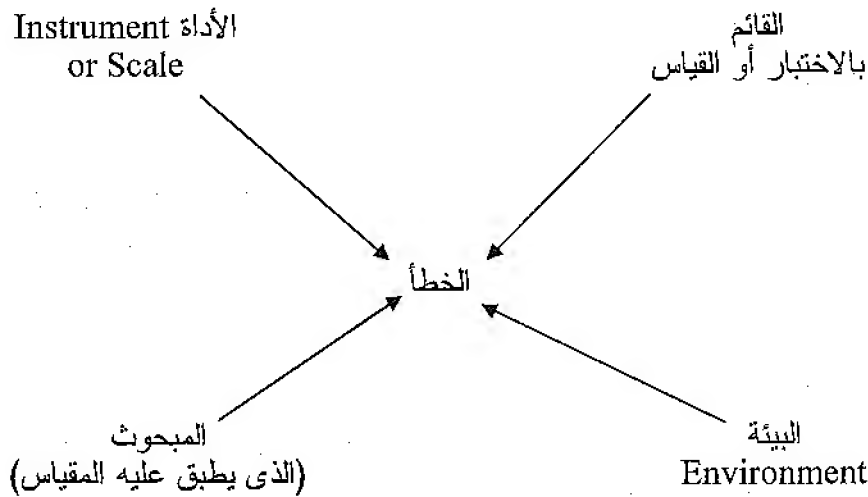 القائم
بالاختبار أو القياس
Instrument الأداة
or Scale
الخطأ
البيئة
Environment
المبحوث
(الذى يطبق عليه المقياس)